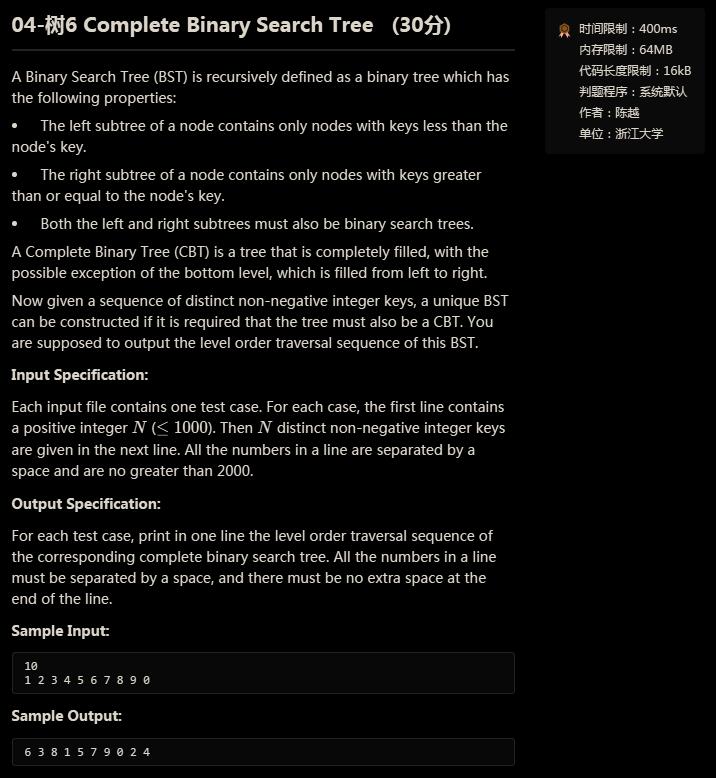 04-树6 Complete Binary Search Tree (30分)
A Binary Search Tree (BST) is recursively defined as a binary tree which has
the following properties:
• The left subtree of a node contains only nodes with keys less than the
node's key.
• The right subtree of a node contains only nodes with keys greater
than or equal to the node's key.
• Both the left and right subtrees must also be binary search trees.
A Complete Binary Tree (CBT) is a tree that is completely filled, with the
possible exception of the bottom level, which is filled from left to right.
Now given a sequence of distinct non-negative integer keys, a unique BST
can be constructed if it is required that the tree must also be a CBT. You
are supposed to output the level order traversal sequence of this BST.
Input Specification:
Each input file contains one test case. For each case, the first line contains
a positive integer N (≤ 1000). Then N distinct non-negative integer keys
are given in the next line. All the numbers in a line are separated by a
space and are no greater than 2000.
Output Specification:
For each test case, print in one line the level order traversal sequence of
the corresponding complete binary search tree. All the numbers in a line
must be separated by a space, and there must be no extra space at the
end of the line.
Sample Input:
10
1 2 3 4 5 6 7 8 9 0
Sample Output:
6 3 8 1 5 7 9 0 2 4
时间限制：400ms
内存限制：64MB
代码长度限制：16kB
判题程序：系统默认
作者：陈越
单位：浙江大学